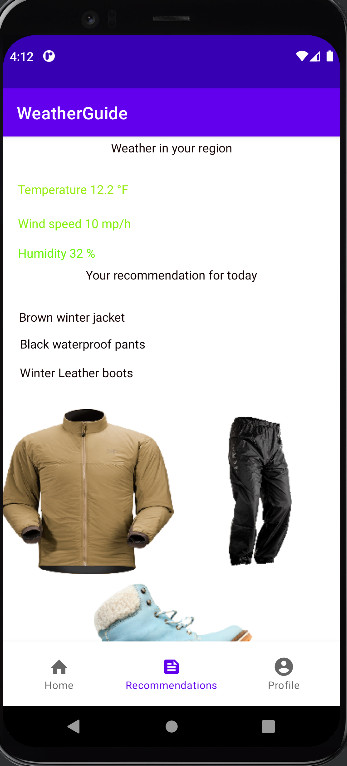 4:12
WeatherGuide
Weather in your region
Temperature 12.2 °F
Wind speed 10 mp/h
Humidity 32 %
Your recommendation for today
Brown winter jacket
Black waterproof pants
Winter Leather boots
Home Recommendations Profile